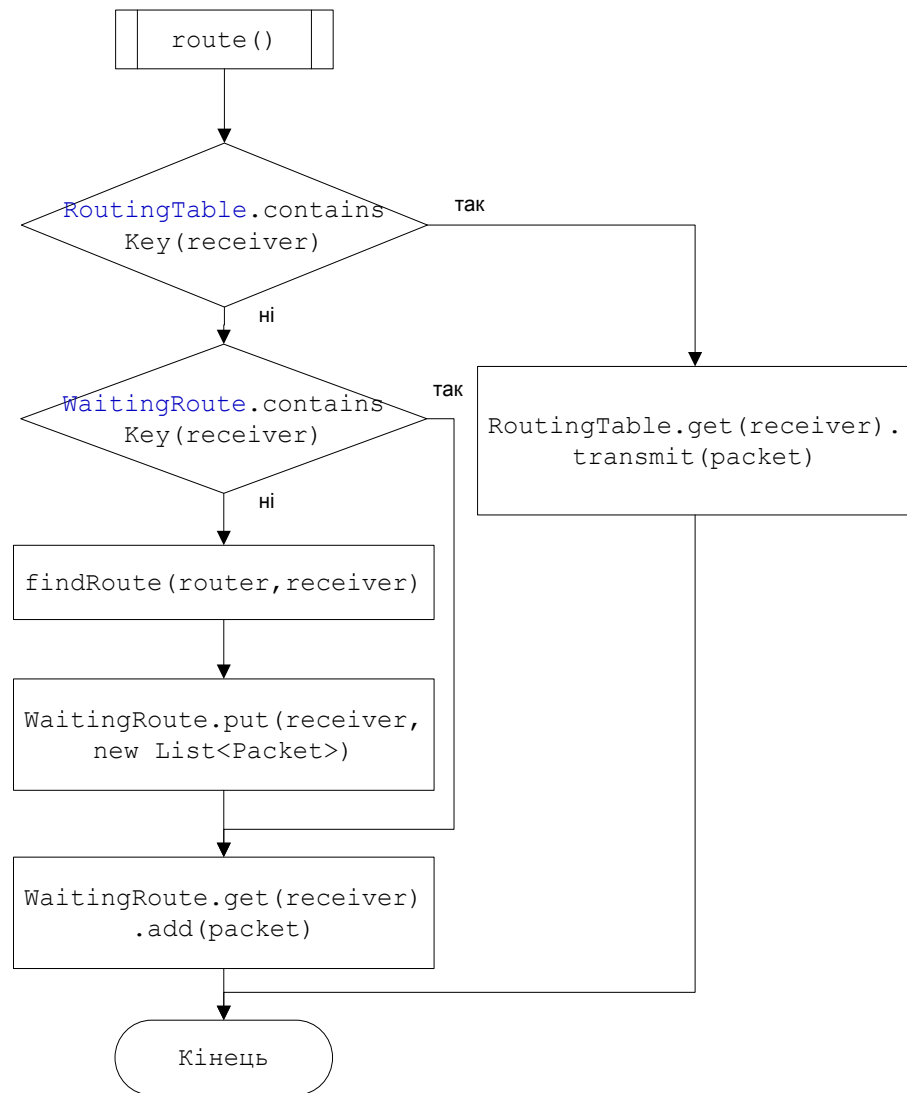 route()
RoutingTable.contains
Key(receiver)
так
ні
WaitingRoute.contains
Key(receiver)
так
RoutingTable.get(receiver).
transmit(packet)
ні
findRoute(router,receiver)
WaitingRoute.put(receiver,
new List<Packet>)
WaitingRoute.get(receiver)
.add(packet)
Кінець